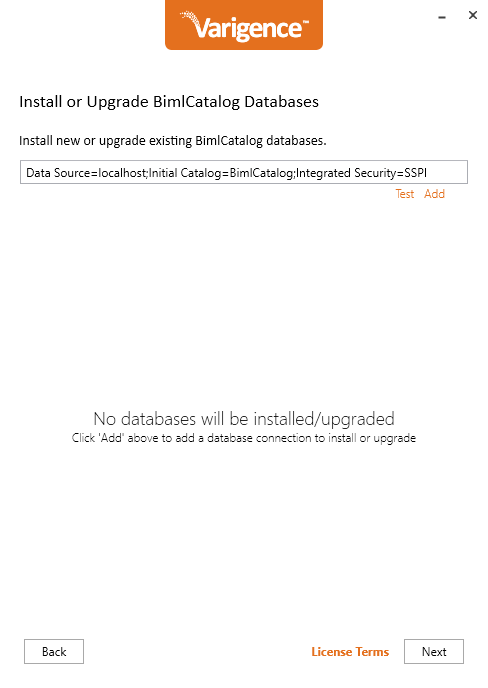 Varigence™
Install or Upgrade BimlCatalog Databases
Install new or upgrade existing BimlCatalog databases.
Data Source=localhost;Initial Catalog=BimlCatalog;Integrated Security=SSPI
Test Add
No databases will be installed/upgraded
Click 'Add' above to add a database connection to install or upgrade
Back License Terms Next